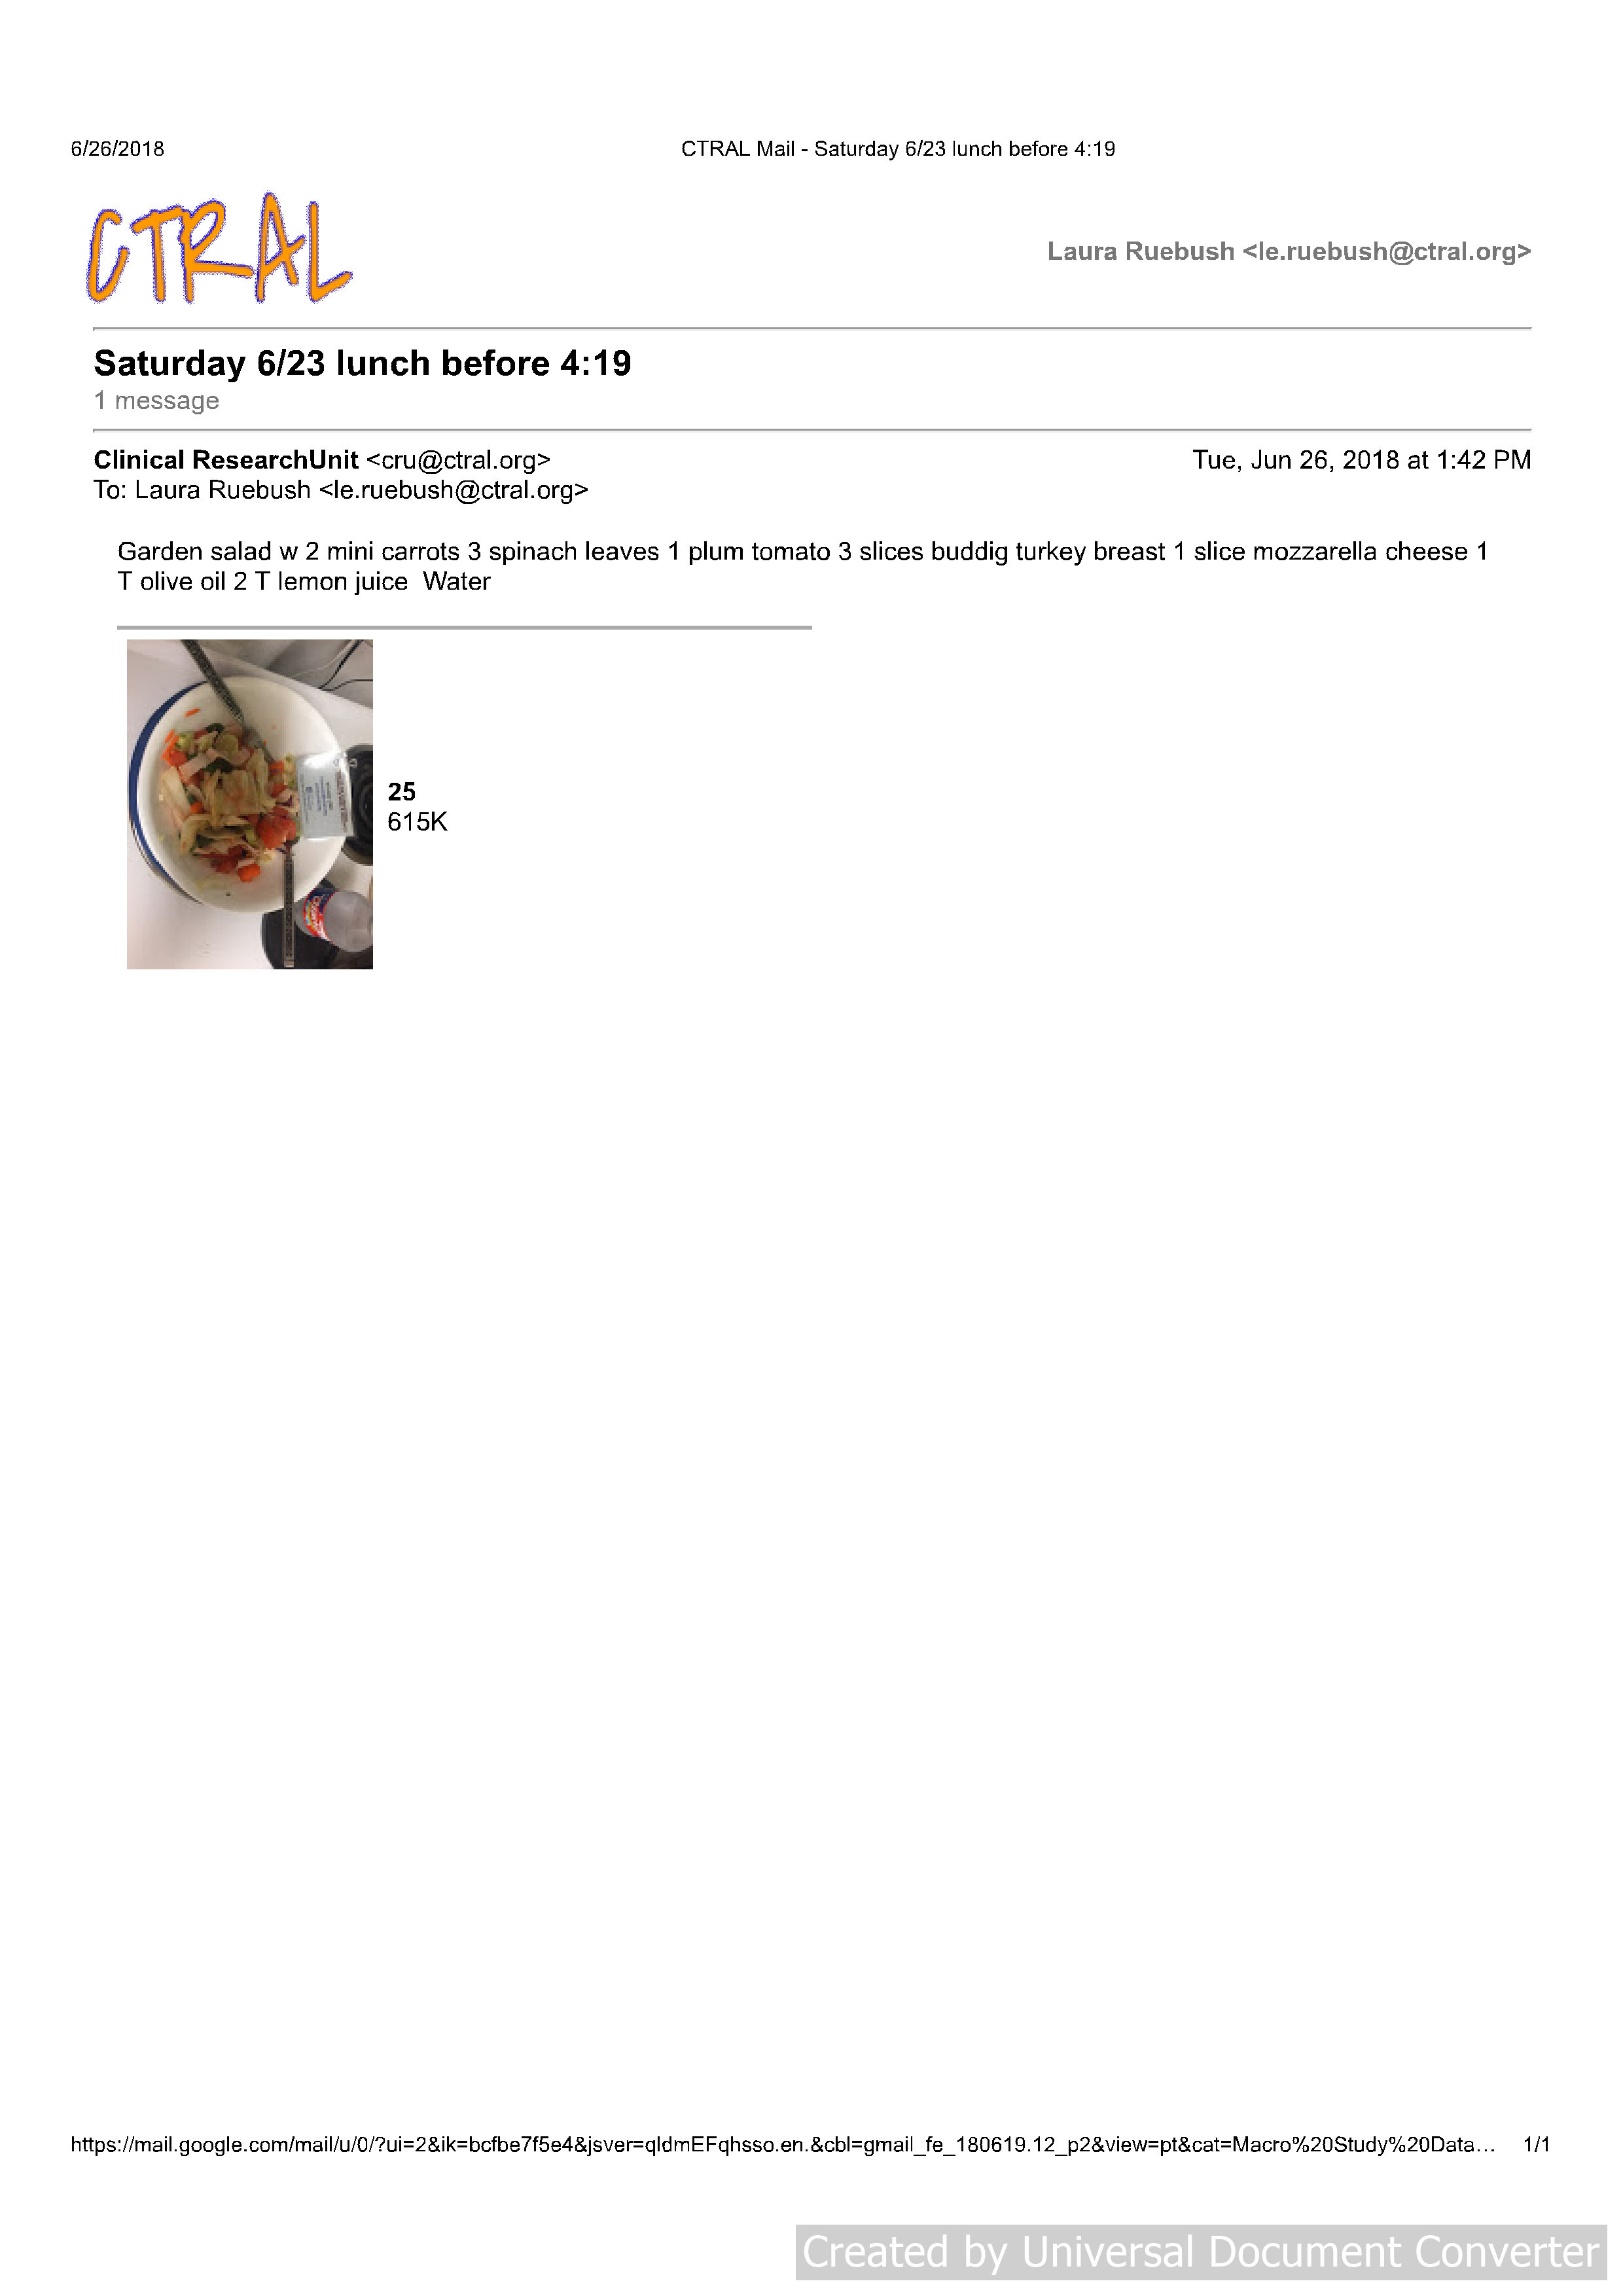 6/26/2018 CTRAL Mail - Saturday 6/23 lunch before 4:19
CTRAL
Laura Ruebush <le.ruebush@ctral.org>
Saturday 6/23 lunch before 4:19
1 message
Clinical ResearchUnit <cru@ctral.org> Tue, Jun 26, 2018 at 1:42 PM
To: Laura Ruebush <le.ruebush@ctral.org>
Garden salad w 2 mini carrots 3 spinach leaves 1 plum tomato 3 slices buddig turkey breast 1 slice mozzarella cheese 1
T olive oil 2 T lemon juice  Water
25
615K
https://mail.google.com/mail/u/0/?ui=2&ik=bcfbe7f5e4&jsver=qldmEFqhsso.en.&cbl=gmail_fe_180619.12_p2&view=pt&cat=Macro%20Study%20Data… 1/1
Created by Universal Document Converter